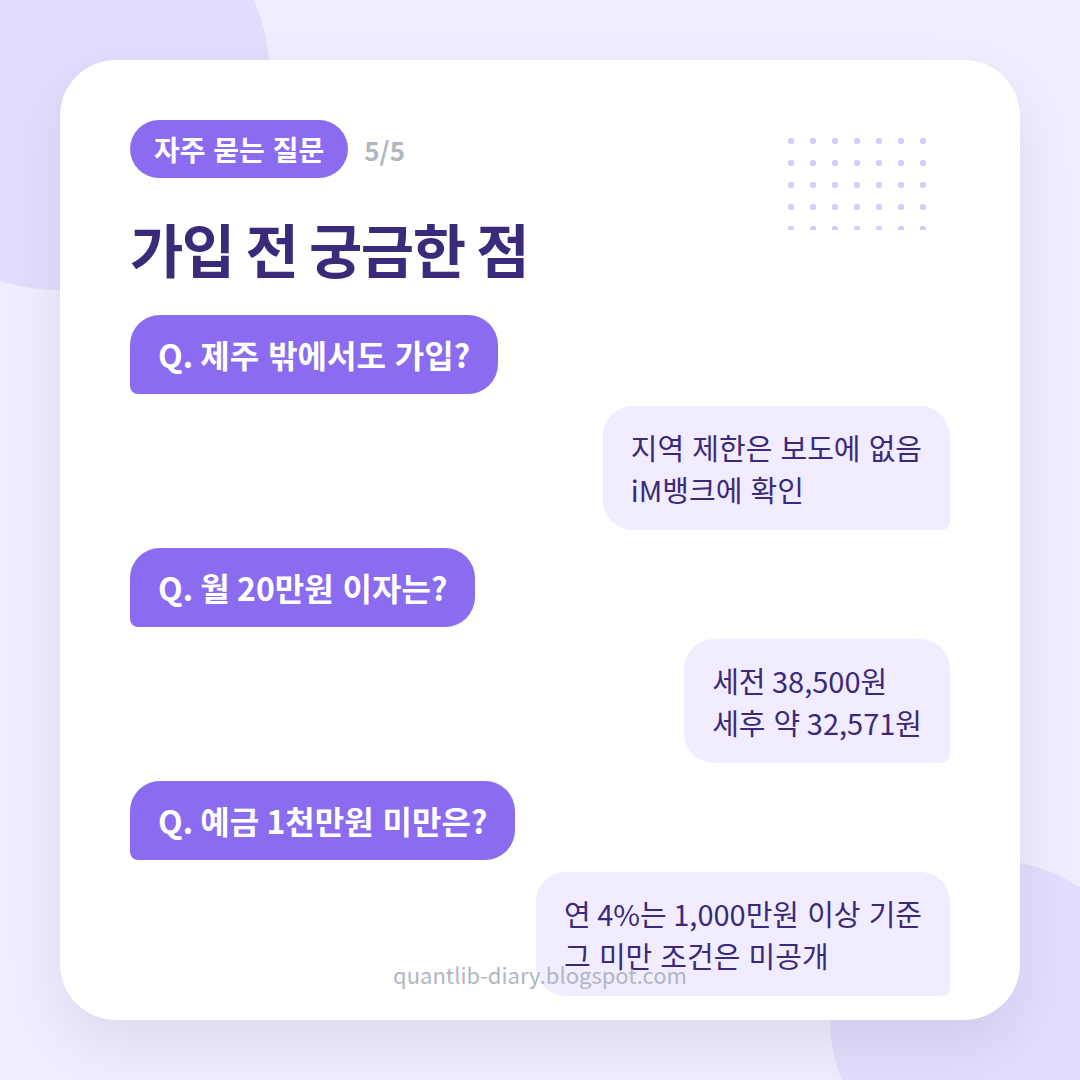 자주 묻는 질문 5/5
가입 전 궁금한 점
Q. 제주 밖에서도 가입?
지역 제한은 보도에 없음
iM뱅크에 확인
Q. 월 20만원 이자는?
세전 38,500원
세후 약 32,571원
Q. 예금 1천만원 미만은?
연 4%는 1,000만원 이상 기준
그 미만 조건은 미공개
quantlib-diary.blogspot.com